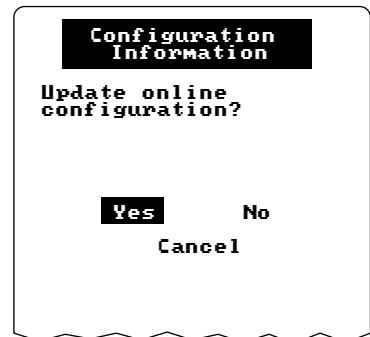 Configuration
Information
Update online
configuration?
Yes No
Cancel